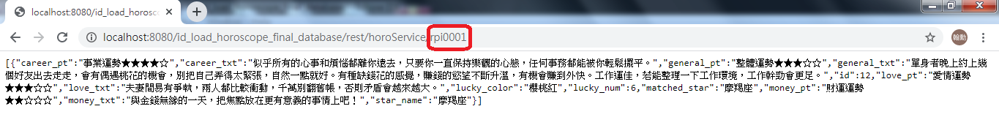 localhost:8080/id_load_horosco
localhost:8080/id_load_horoscope_final_database/rest/horoService/rpi0001
翰勳
[{"career_pt":"事業運勢★★★★☆","career_txt":"似乎所有的心事和煩惱都離你遠去，只要你一直保持樂觀的心態，任何事務都能被你輕鬆擺平。","general_pt":"整體運勢★★★☆☆","general_txt":"單身者晚上約上幾
個好友出去走走，會有偶遇桃花的機會，別把自己弄得太緊張，自然一點就好。有種缺錢花的感覺，賺錢的慾望不斷升溫，有機會賺到外快。工作運佳，若能整理一下工作環境，工作幹勁會更足。","id":12,"love_pt":"愛情運勢
★★★☆☆","love_txt":"夫妻間易有爭執，兩人都比較衝動，千萬別翻舊帳，否則矛盾會越來越大。","lucky_color":"櫻桃紅","lucky_num":6,"matched_star":"摩羯座","money_pt":"財運運勢
★★☆☆☆","money_txt":"與金錢無緣的一天，把焦點放在更有意義的事情上吧！","star_name":"摩羯座"}]